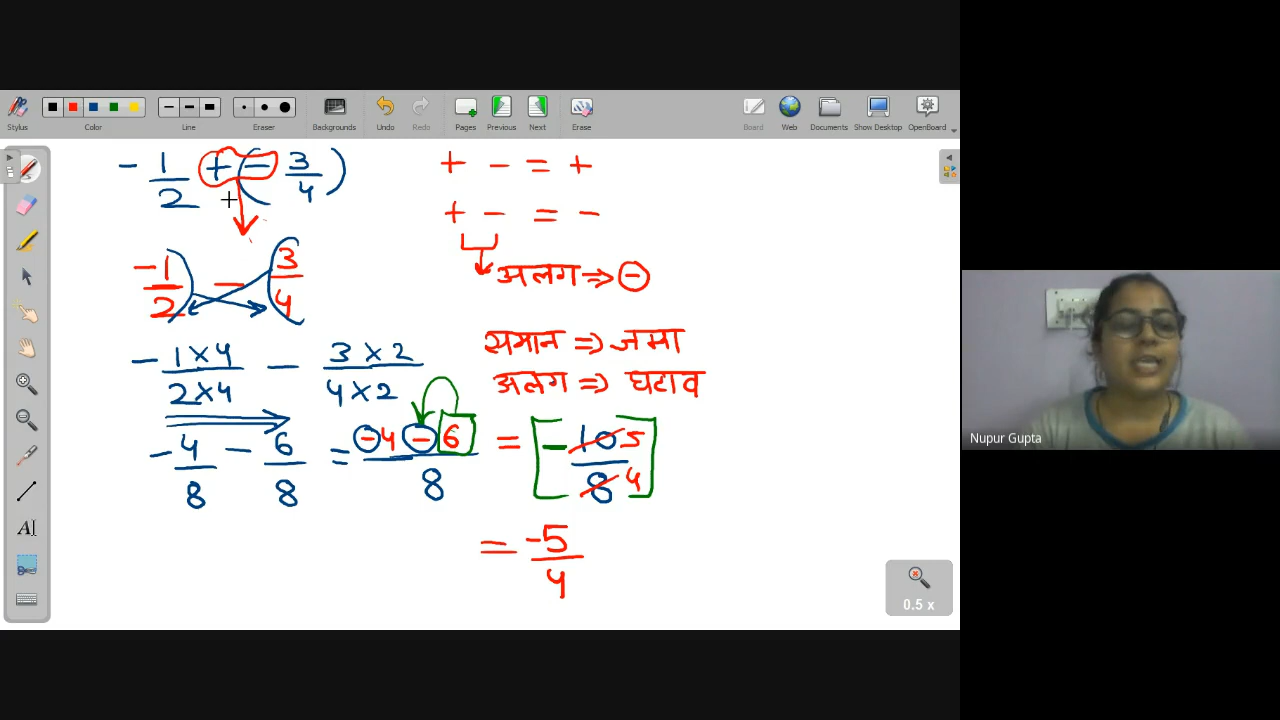 Stylus Color Line Eraser Backgrounds Undo Redo Pages Previous Next Erase Board Web Documents Show Desktop OpenBoard
- 1/2 + (- 3/4)
+ - = +
+ - = -
अलग => -
-1/2 - 3/4
समान => जमा
- 1×4/2×4 - 3×2/4×2
अलग => घटाव
- 4/8 - 6/8 = -4-6/8 = [- 10/8 5/4]
= -5/4
Nupur Gupta
0.5 x